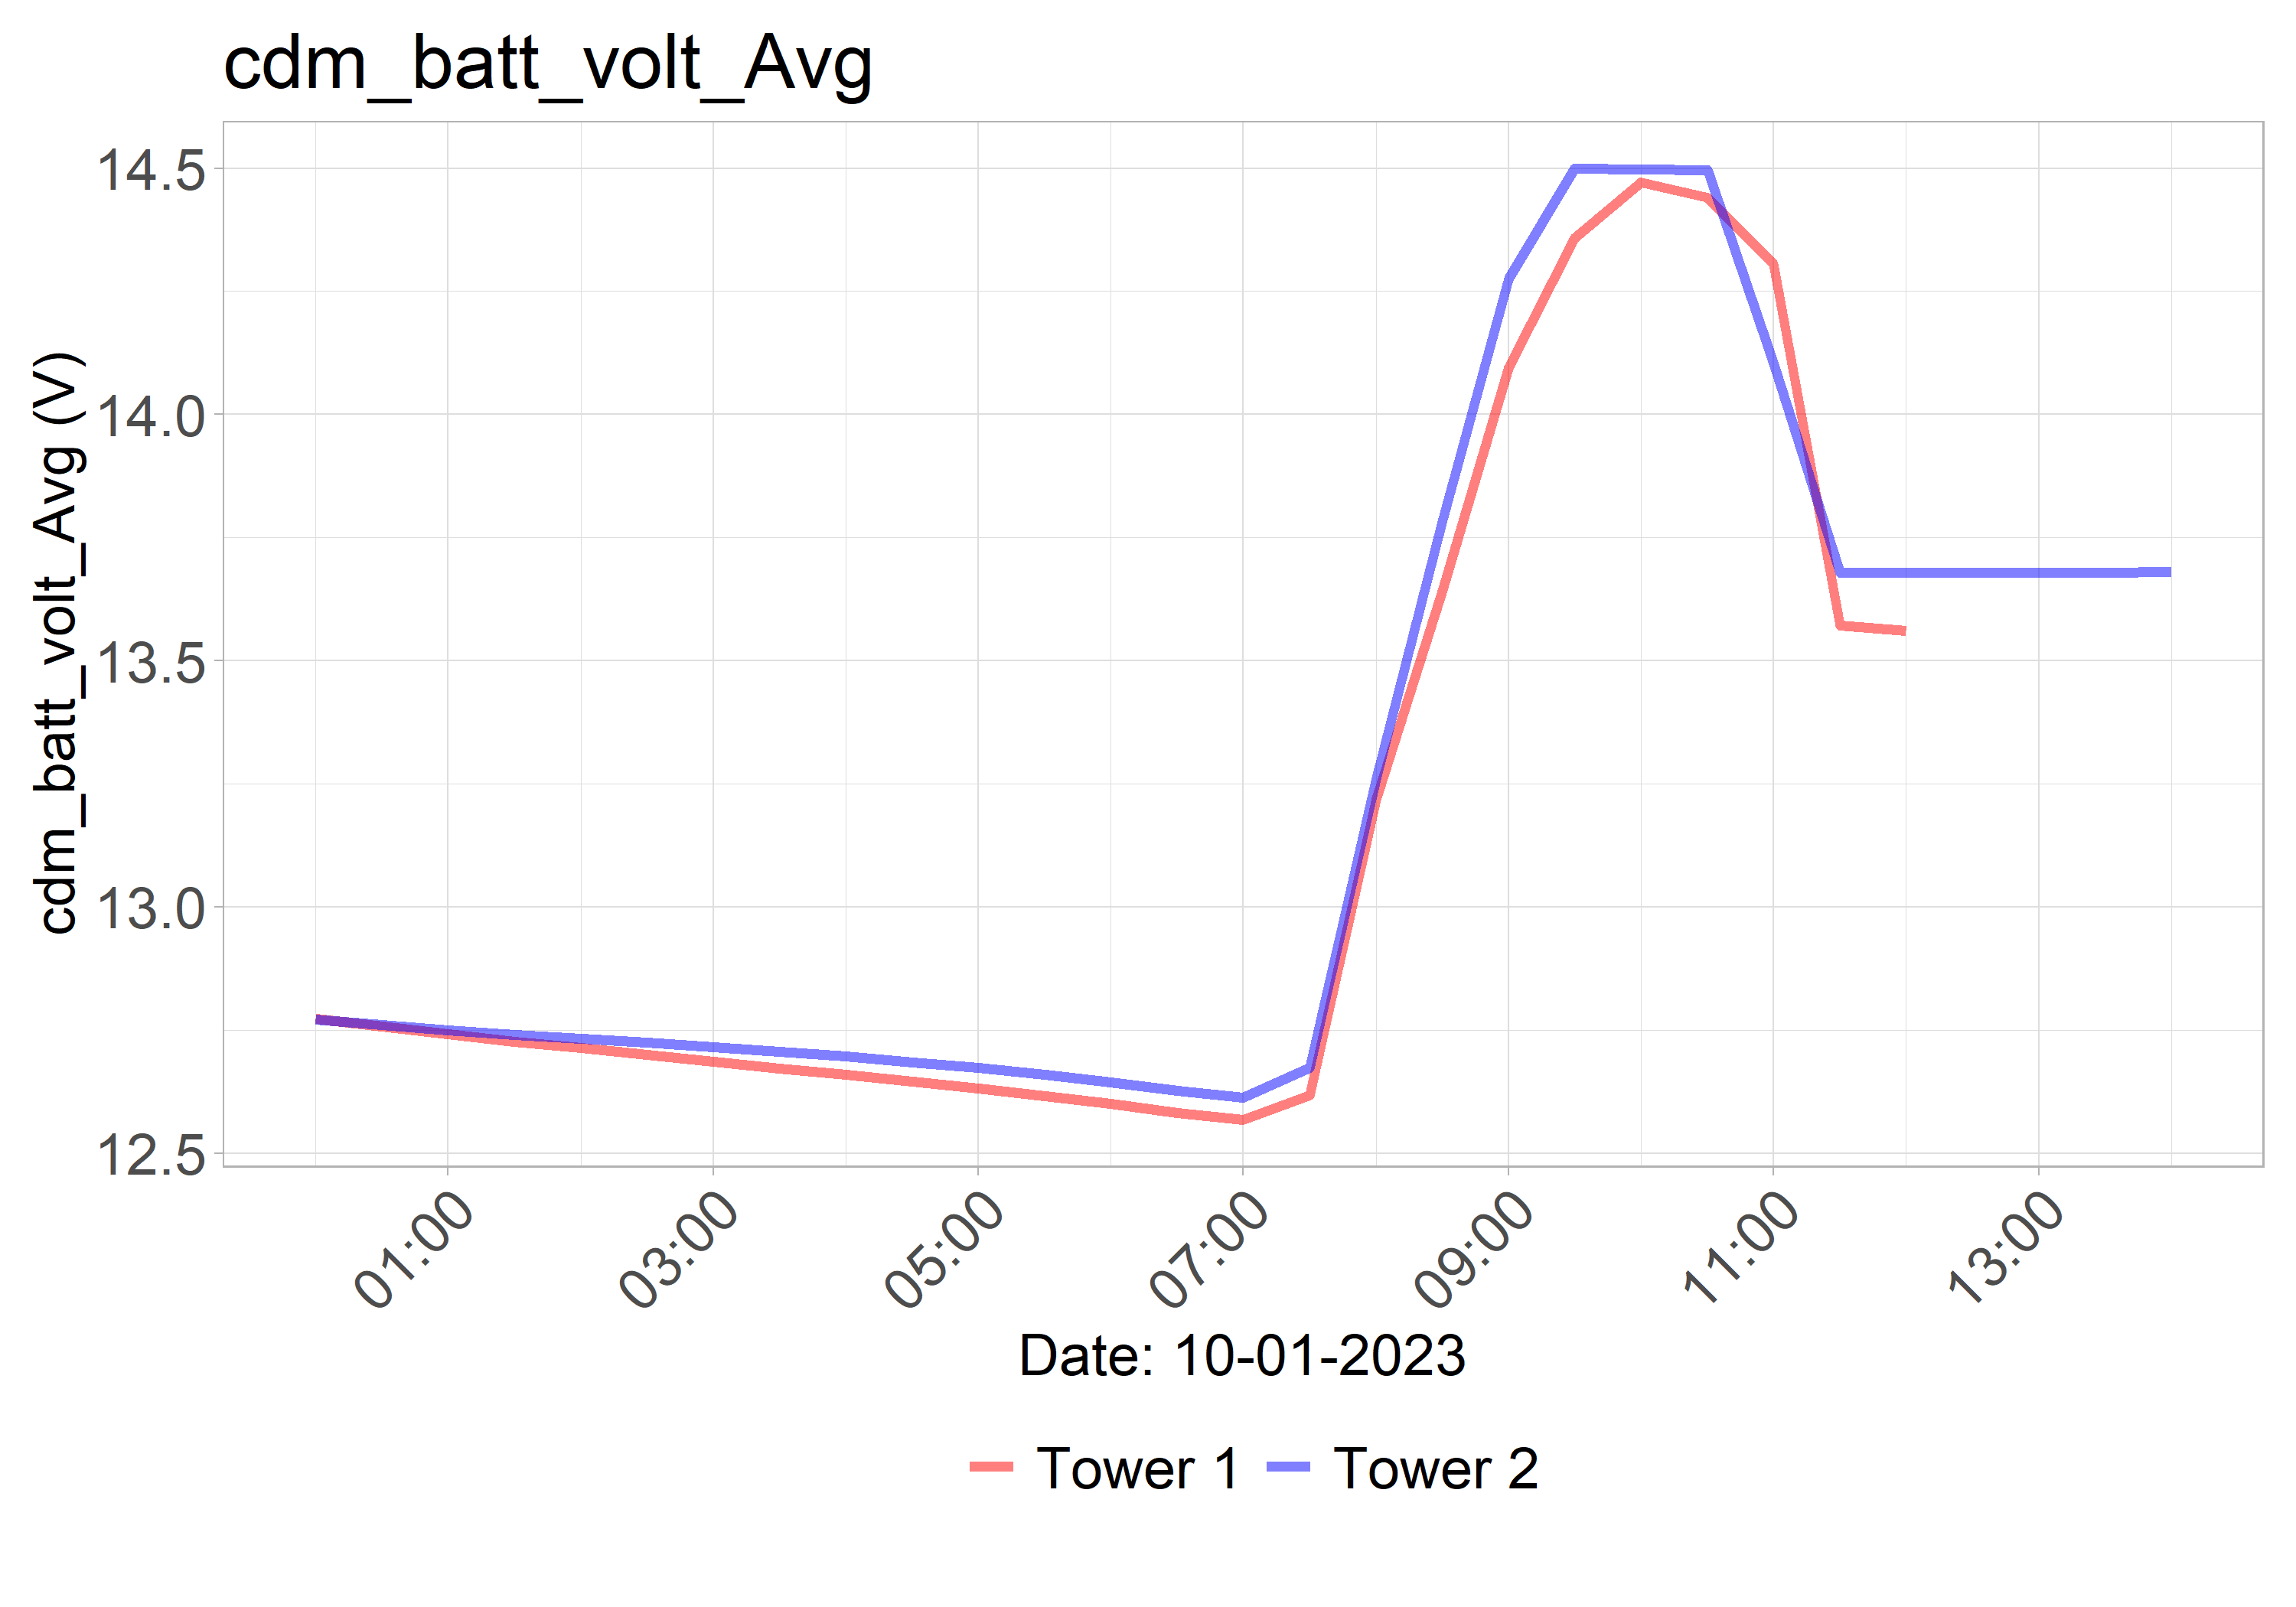 cdm_batt_volt_Avg
cdm_batt_volt_Avg (V)
14.5
14.0
13.5
13.0
12.5
01:00
03:00
05:00
07:00
09:00
11:00
13:00
Date: 10-01-2023
Tower 1
Tower 2